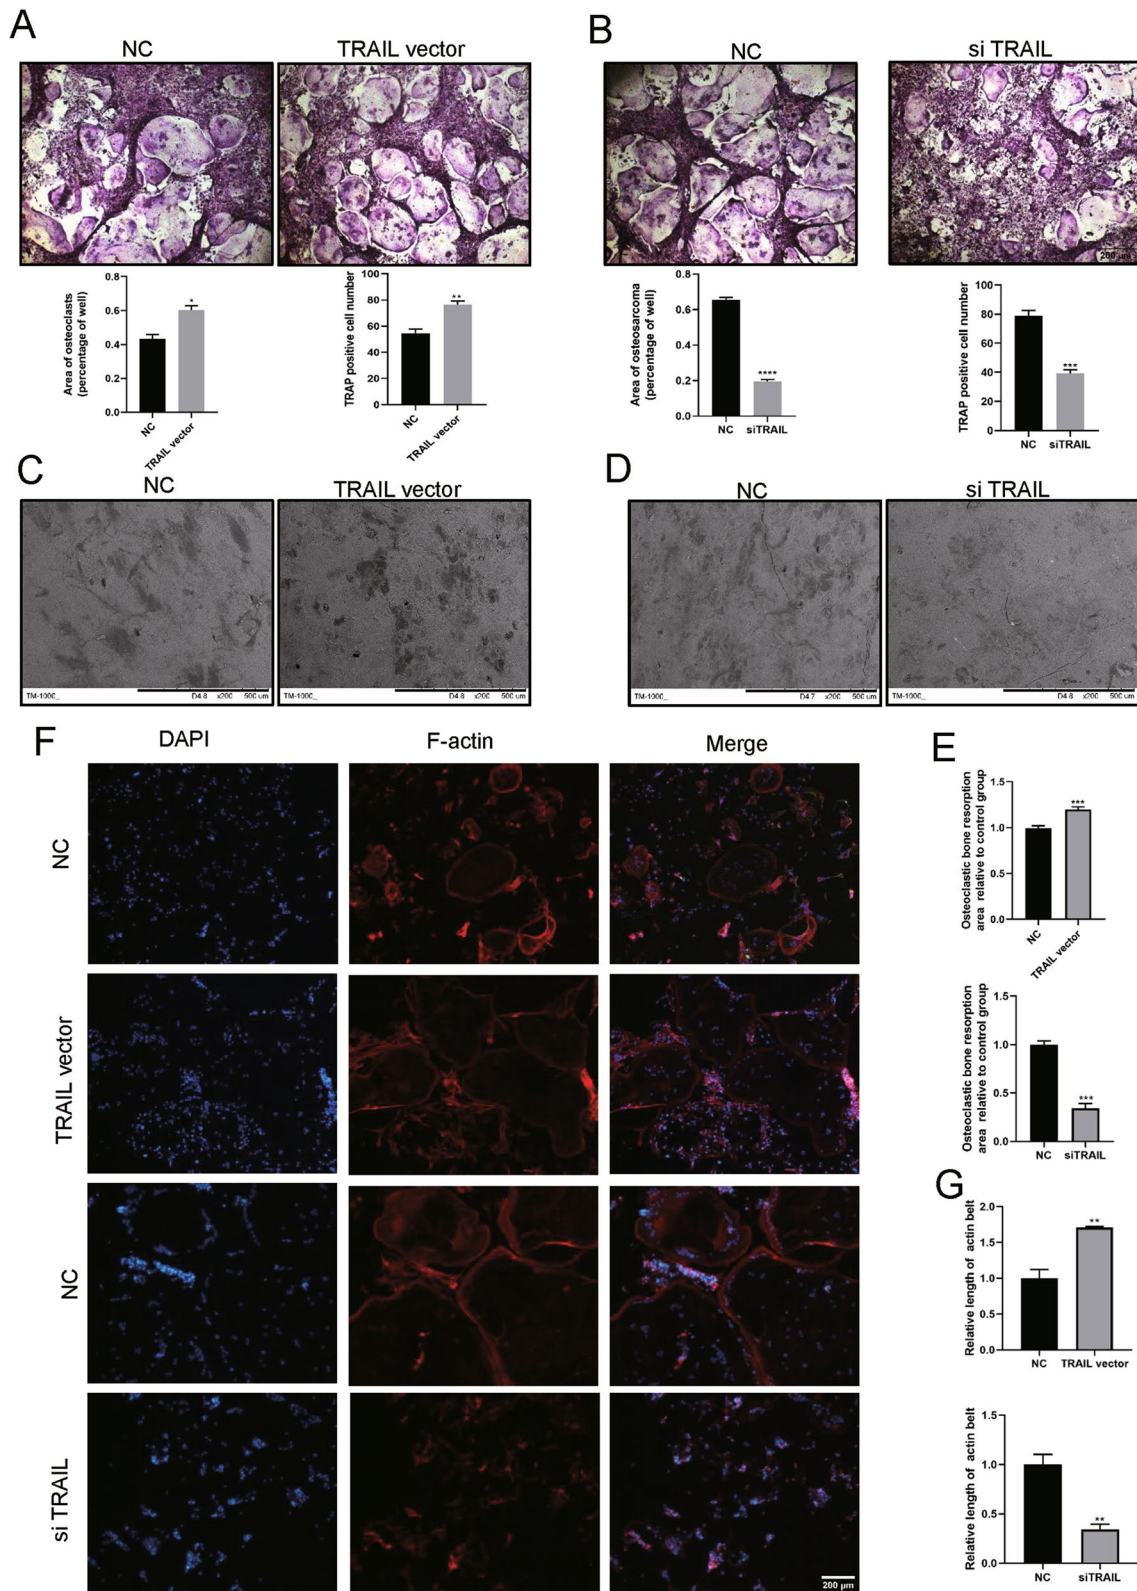 A
NC
TRAIL vector
B
NC
si TRAIL
200 μm
Area of osteoclasts
(percentage of well)
0.8
0.6
0.4
0.2
0.0
*
NC
TRAIL vector
TRAP positive cell number
100
80
60
40
20
0
**
NC
TRAIL vector
Area of osteosarcoma
(percentage of well)
0.8
0.6
0.4
0.2
0.0
****
NC
siTRAIL
TRAP positive cell number
100
80
60
40
20
0
***
NC
siTRAIL
C
NC
TRAIL vector
D
NC
si TRAIL
TM-1000_ D4.8 x200 500 um
D4.8 x200 500 um
TM-1000_ D4.7 x200 500 um
TM-1000_ D4.8 x200 500 um
F
DAPI
F-actin
Merge
NC
TRAIL vector
NC
si TRAIL
200 μm
E
Osteoclastic bone resorption
area relative to control group
1.5
1.0
0.5
0.0
***
NC
TRAIL vector
Osteoclastic bone resorption
area relative to control group
1.5
1.0
0.5
0.0
***
NC
siTRAIL
G
Relative length of actin belt
2.0
1.5
1.0
0.5
0.0
**
NC
TRAIL vector
Relative length of actin belt
1.5
1.0
0.5
0.0
**
NC
siTRAIL